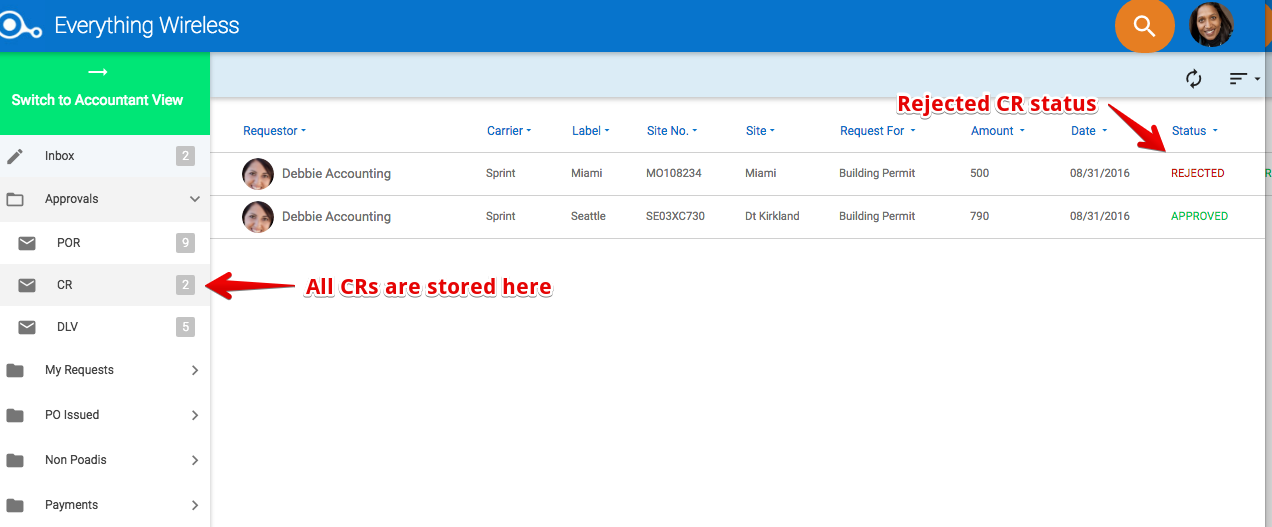 Everything Wireless
Switch to Accountant View
Rejected CR status
Requestor Carrier Label Site No. Site Request For Amount Date Status
Inbox 2
Debbie Accounting Sprint Miami MO108234 Miami Building Permit 500 08/31/2016 REJECTED R
Approvals
Debbie Accounting Sprint Seattle SE03XC730 Dt Kirkland Building Permit 790 08/31/2016 APPROVED
POR 9
CR 2
All CRs are stored here
DLV 5
My Requests
PO Issued
Non Poadis
Payments